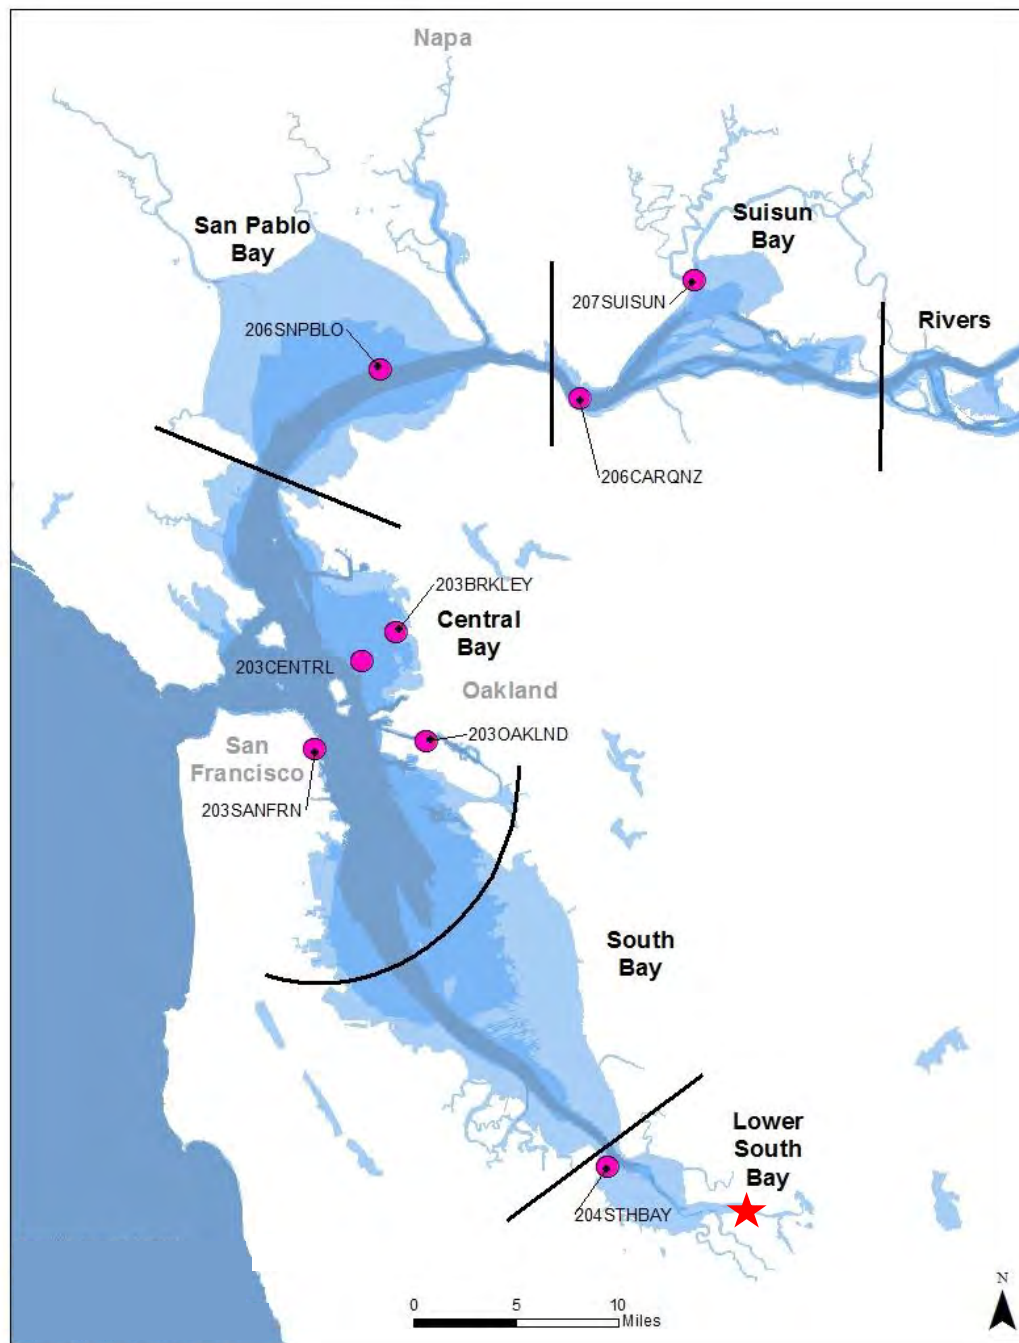 Napa
San Pablo
Bay
Suisun
Bay
207SUISUN
Rivers
206SNPBLO
206CARQNZ
203BRKLEY
Central
Bay
203CENTRL
Oakland
203OAKLND
San
Francisco
203SANFRN
South
Bay
Lower
South
Bay
204STHBAY
N
0 5 10
Miles